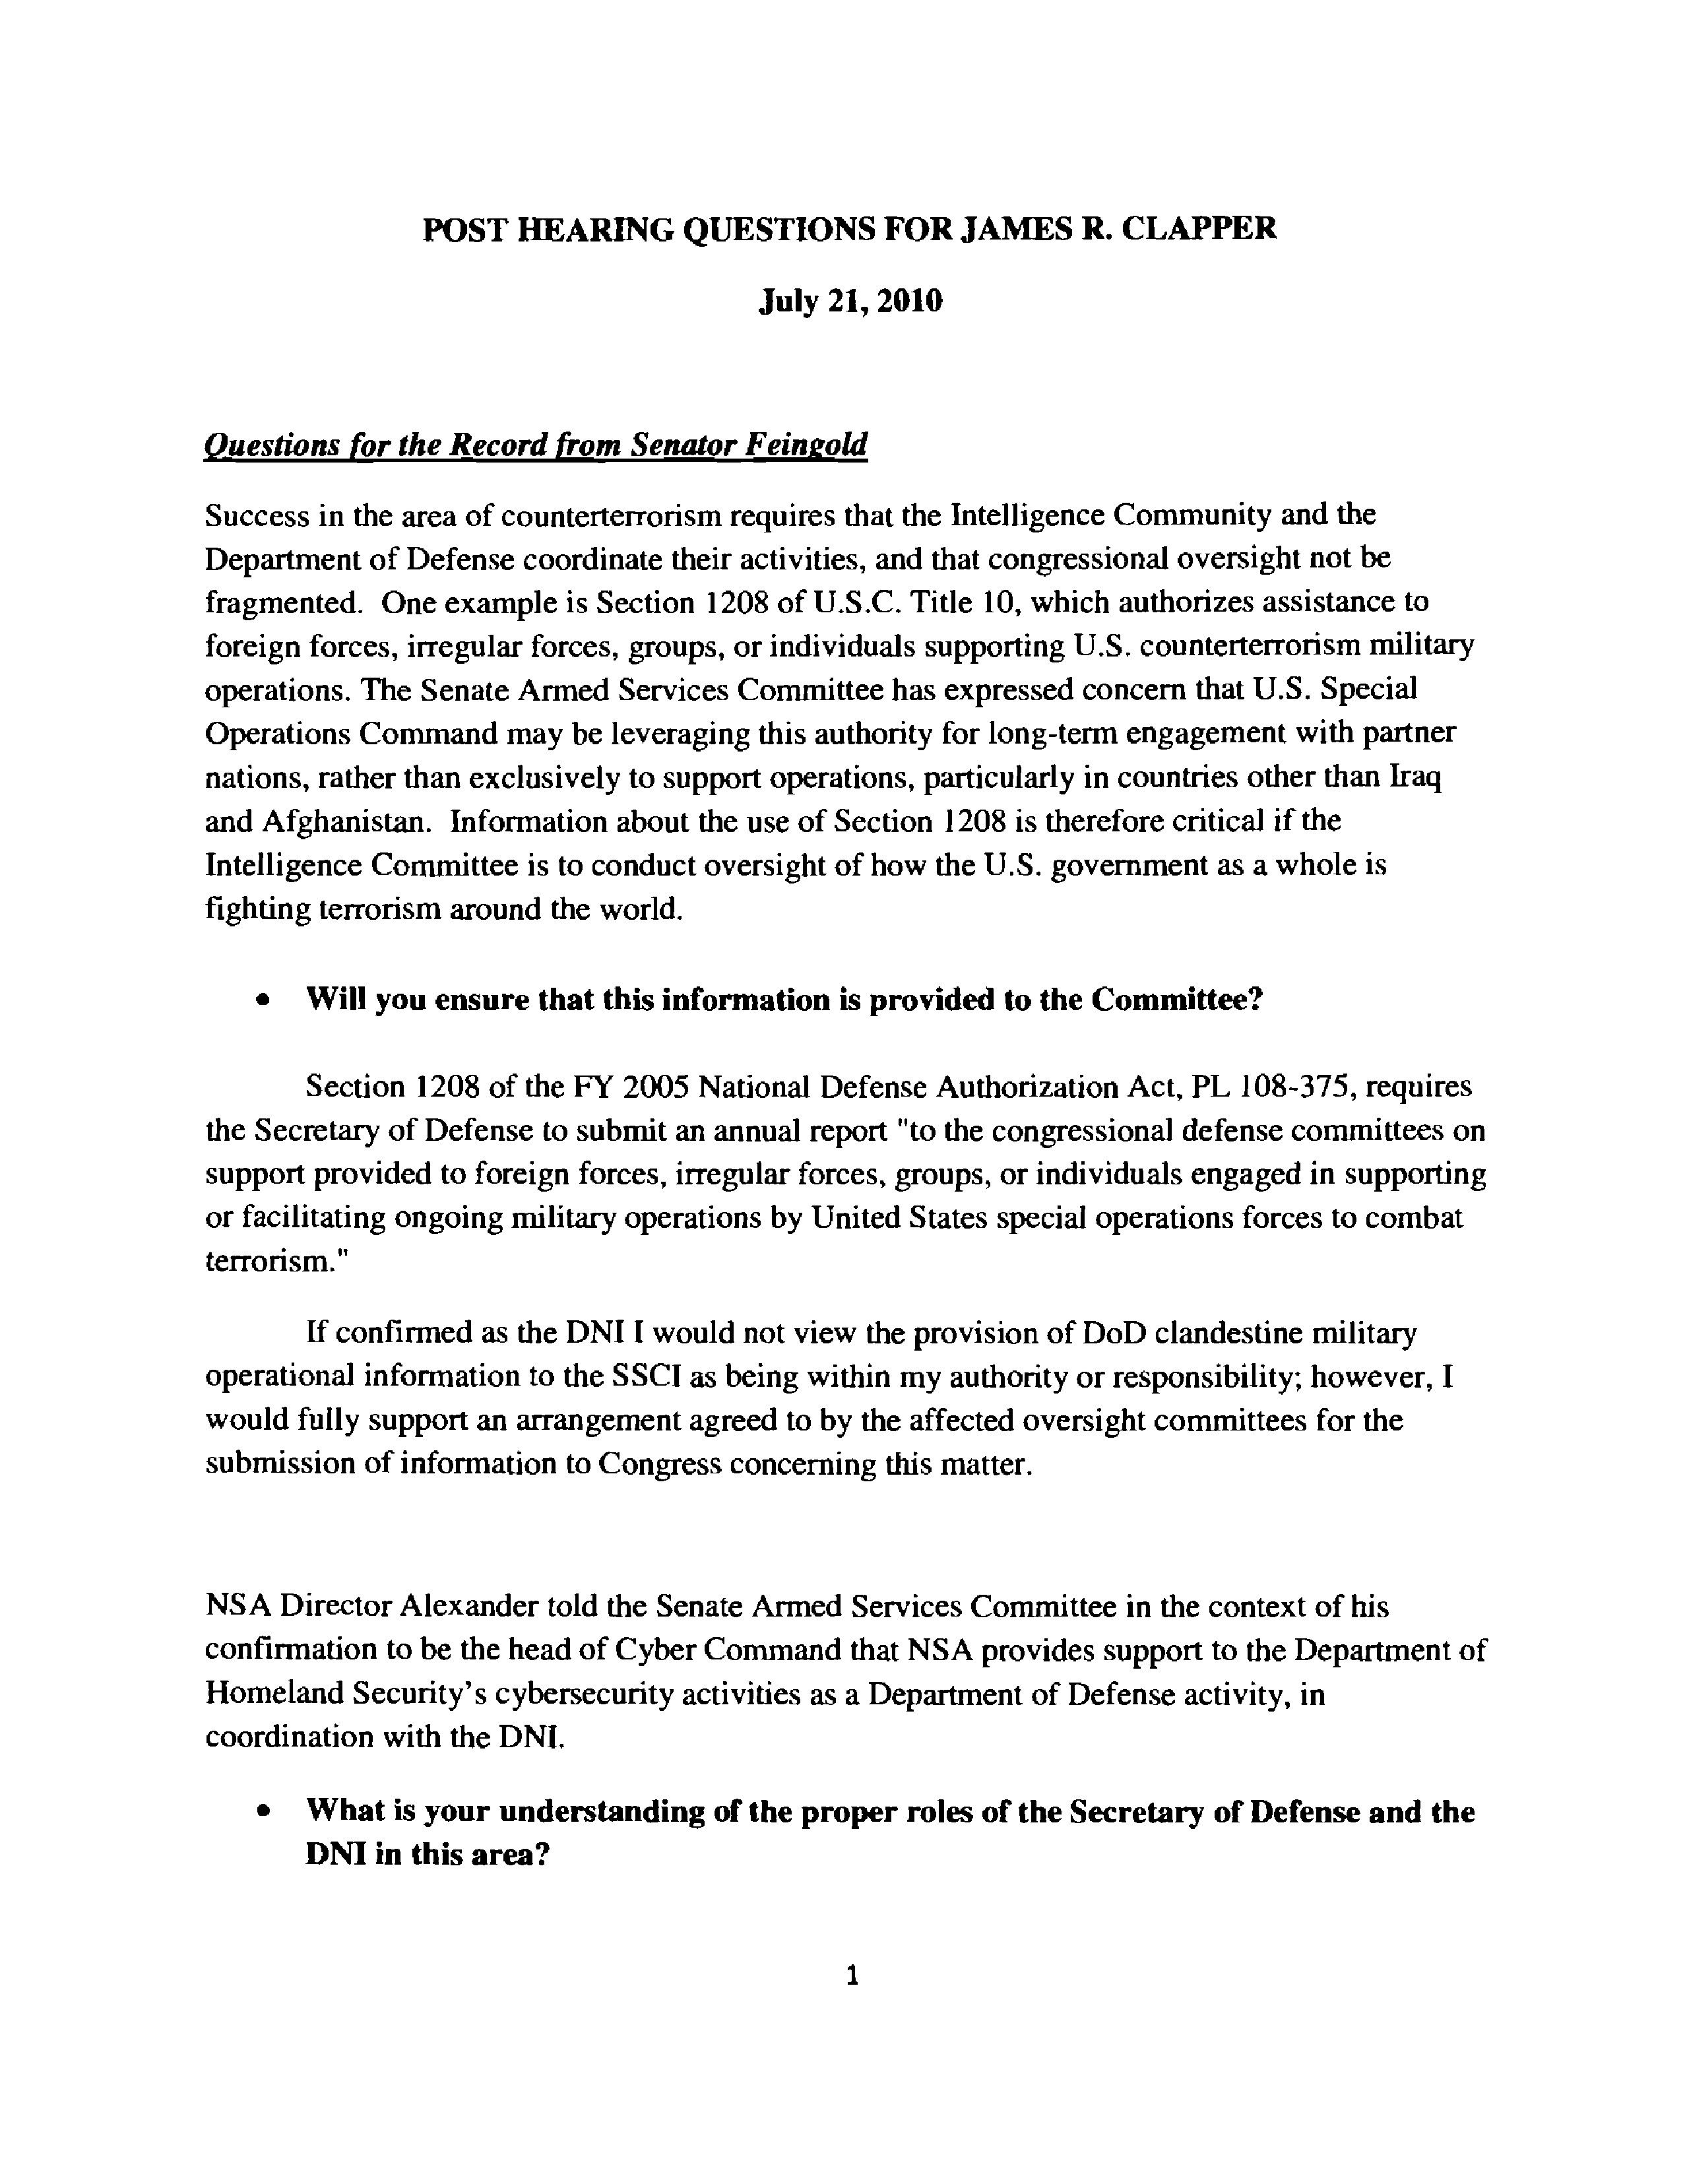 POST HEARING QUESTIONS FOR JAMES R. CLAPPER
July 21, 2010
Questions for the Record from Senator Feingold
Success in the area of counterterrorism requires that the Intelligence Community and the
Department of Defense coordinate their activities, and that congressional oversight not be
fragmented. One example is Section 1208 of U.S.C. Title 10, which authorizes assistance to
foreign forces, irregular forces, groups, or individuals supporting U.S. counterterrorism military
operations. The Senate Armed Services Committee has expressed concern that U.S. Special
Operations Command may be leveraging this authority for long-term engagement with partner
nations, rather than exclusively to support operations, particularly in countries other than Iraq
and Afghanistan. Information about the use of Section 1208 is therefore critical if the
Intelligence Committee is to conduct oversight of how the U.S. government as a whole is
fighting terrorism around the world.
• Will you ensure that this information is provided to the Committee?
Section 1208 of the FY 2005 National Defense Authorization Act, PL 108-375, requires
the Secretary of Defense to submit an annual report "to the congressional defense committees on
support provided to foreign forces, irregular forces, groups, or individuals engaged in supporting
or facilitating ongoing military operations by United States special operations forces to combat
terrorism."
If confirmed as the DNI I would not view the provision of DoD clandestine military
operational information to the SSCI as being within my authority or responsibility; however, I
would fully support an arrangement agreed to by the affected oversight committees for the
submission of information to Congress concerning this matter.
NSA Director Alexander told the Senate Armed Services Committee in the context of his
confirmation to be the head of Cyber Command that NSA provides support to the Department of
Homeland Security's cybersecurity activities as a Department of Defense activity, in
coordination with the DNI.
• What is your understanding of the proper roles of the Secretary of Defense and the
DNI in this area?
1